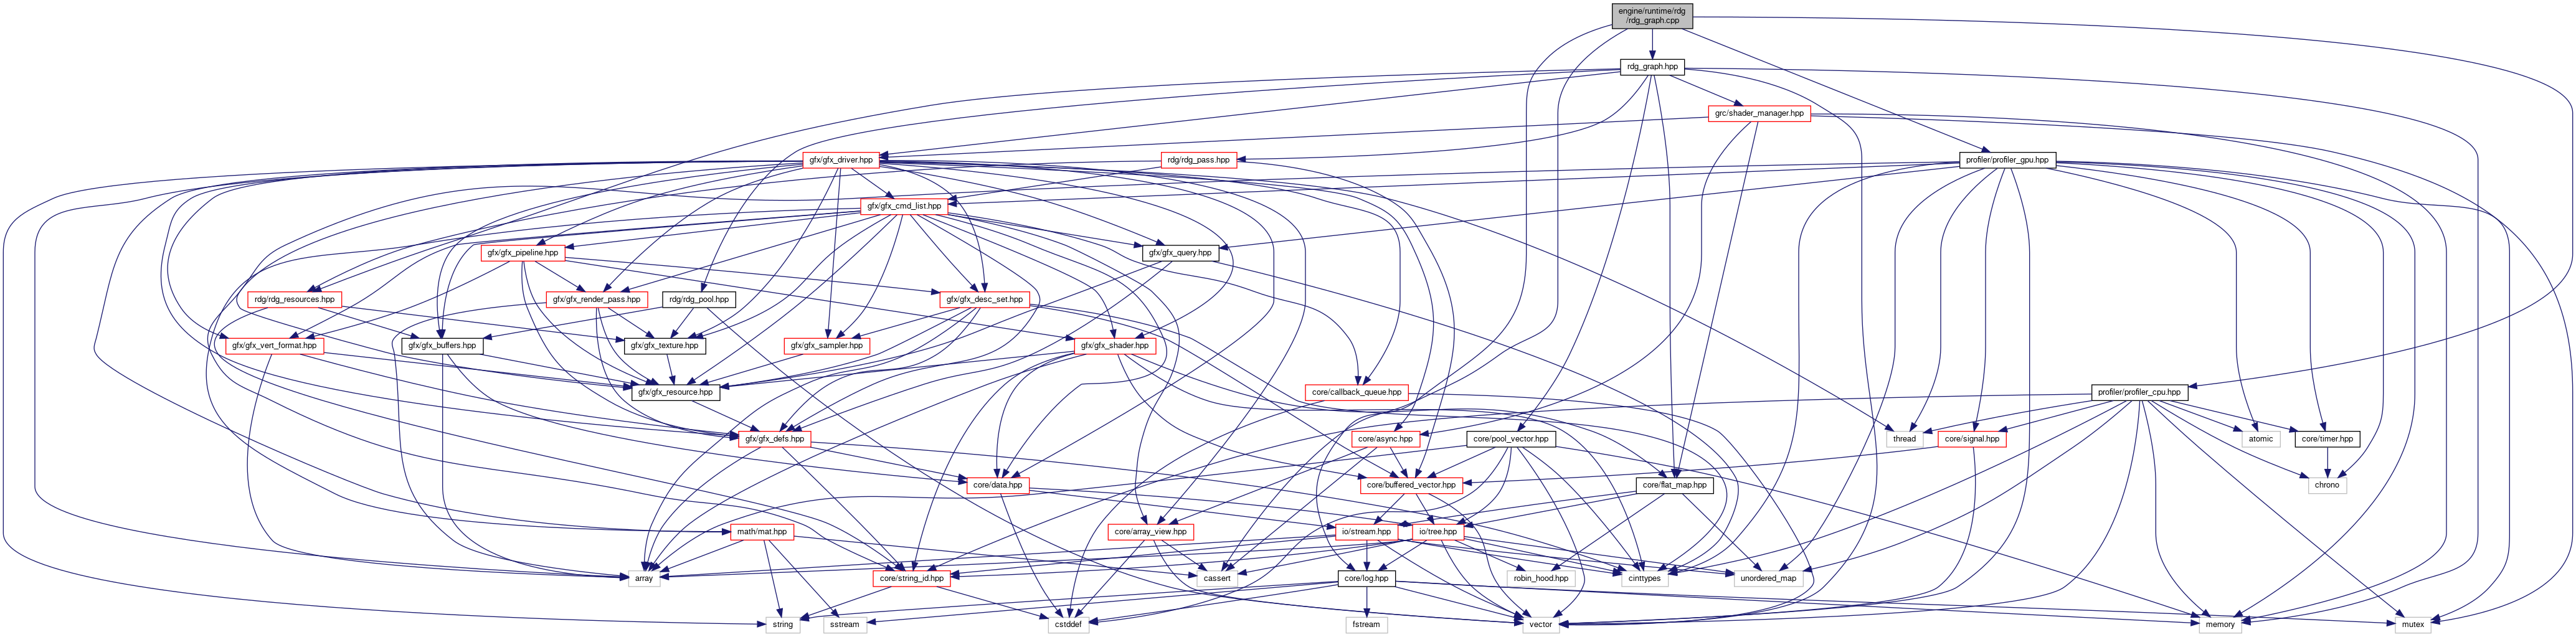 engine/runtime/rdg
/rdg_graph.cpp
rdg_graph.hpp
grc/shader_manager.hpp
gfx/gfx_driver.hpp
rdg/rdg_pass.hpp
profiler/profiler_gpu.hpp
gfx/gfx_cmd_list.hpp
gfx/gfx_pipeline.hpp
gfx/gfx_query.hpp
rdg/rdg_resources.hpp
gfx/gfx_render_pass.hpp
rdg/rdg_pool.hpp
gfx/gfx_desc_set.hpp
gfx/gfx_vert_format.hpp
gfx/gfx_buffers.hpp
gfx/gfx_texture.hpp
gfx/gfx_sampler.hpp
gfx/gfx_shader.hpp
gfx/gfx_resource.hpp
core/callback_queue.hpp
profiler/profiler_cpu.hpp
gfx/gfx_defs.hpp
core/async.hpp
core/pool_vector.hpp
thread
core/signal.hpp
atomic
core/timer.hpp
core/data.hpp
core/buffered_vector.hpp
core/flat_map.hpp
chrono
math/mat.hpp
core/array_view.hpp
io/stream.hpp
io/tree.hpp
array
core/string_id.hpp
cassert
core/log.hpp
robin_hood.hpp
cinttypes
unordered_map
string
sstream
cstddef
fstream
vector
memory
mutex